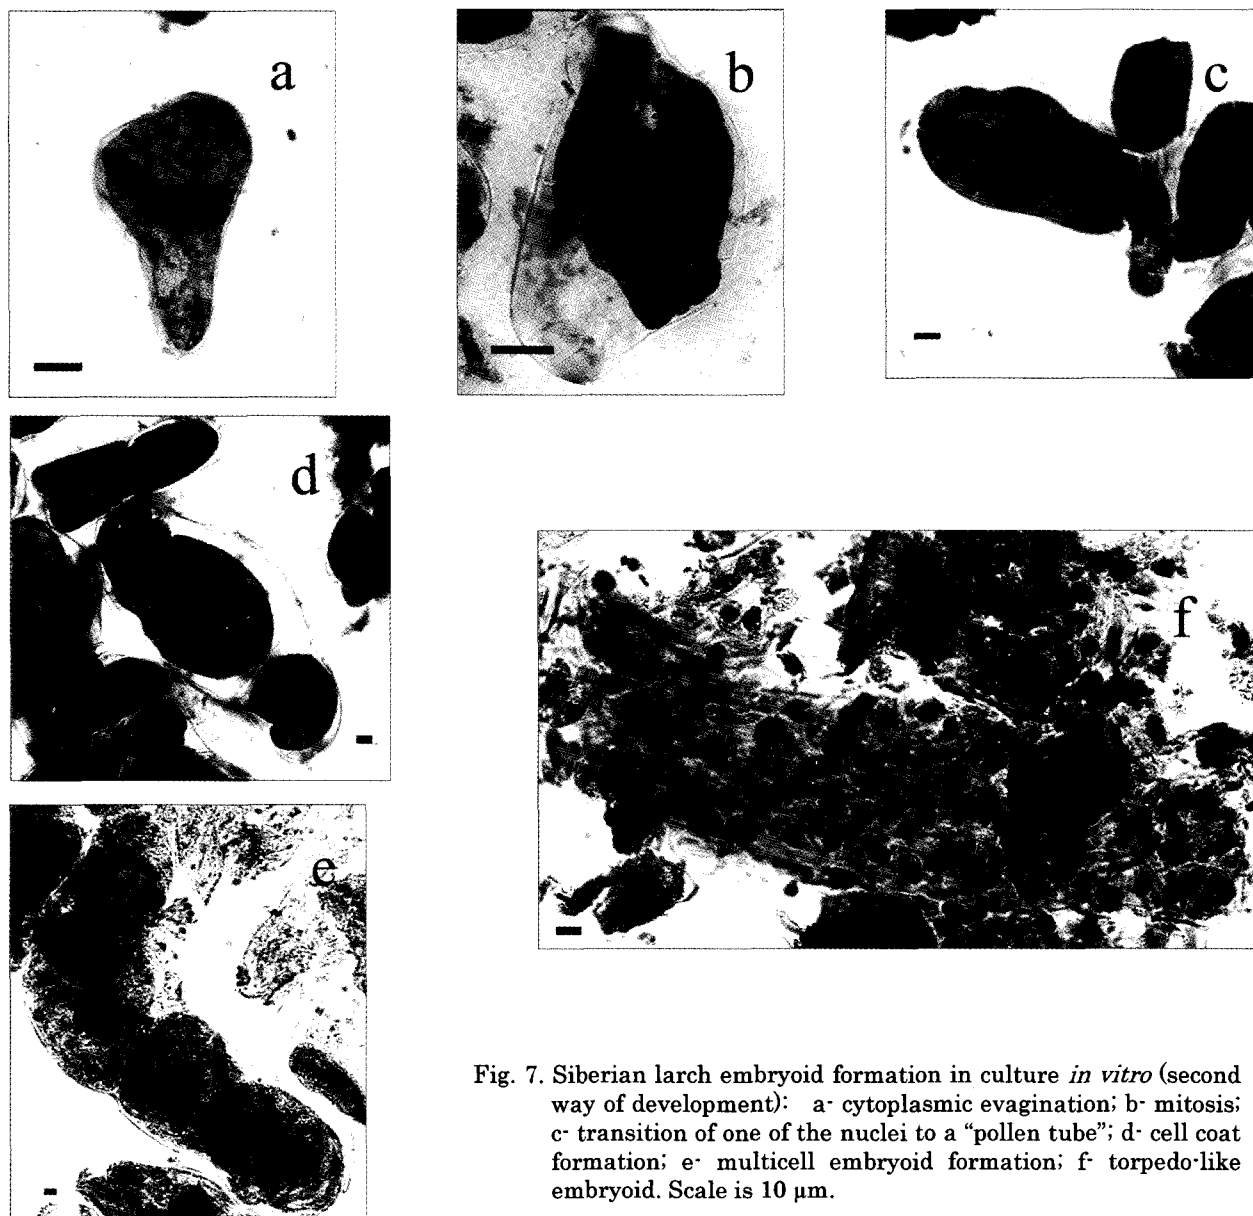 a
b
c
d
e
f
Fig. 7. Siberian larch embryoid formation in culture in vitro (second
way of development): a- cytoplasmic evagination; b- mitosis;
c- transition of one of the nuclei to a “pollen tube”; d- cell coat
formation; e- multicell embryoid formation; f- torpedo-like
embryoid. Scale is 10 μm.